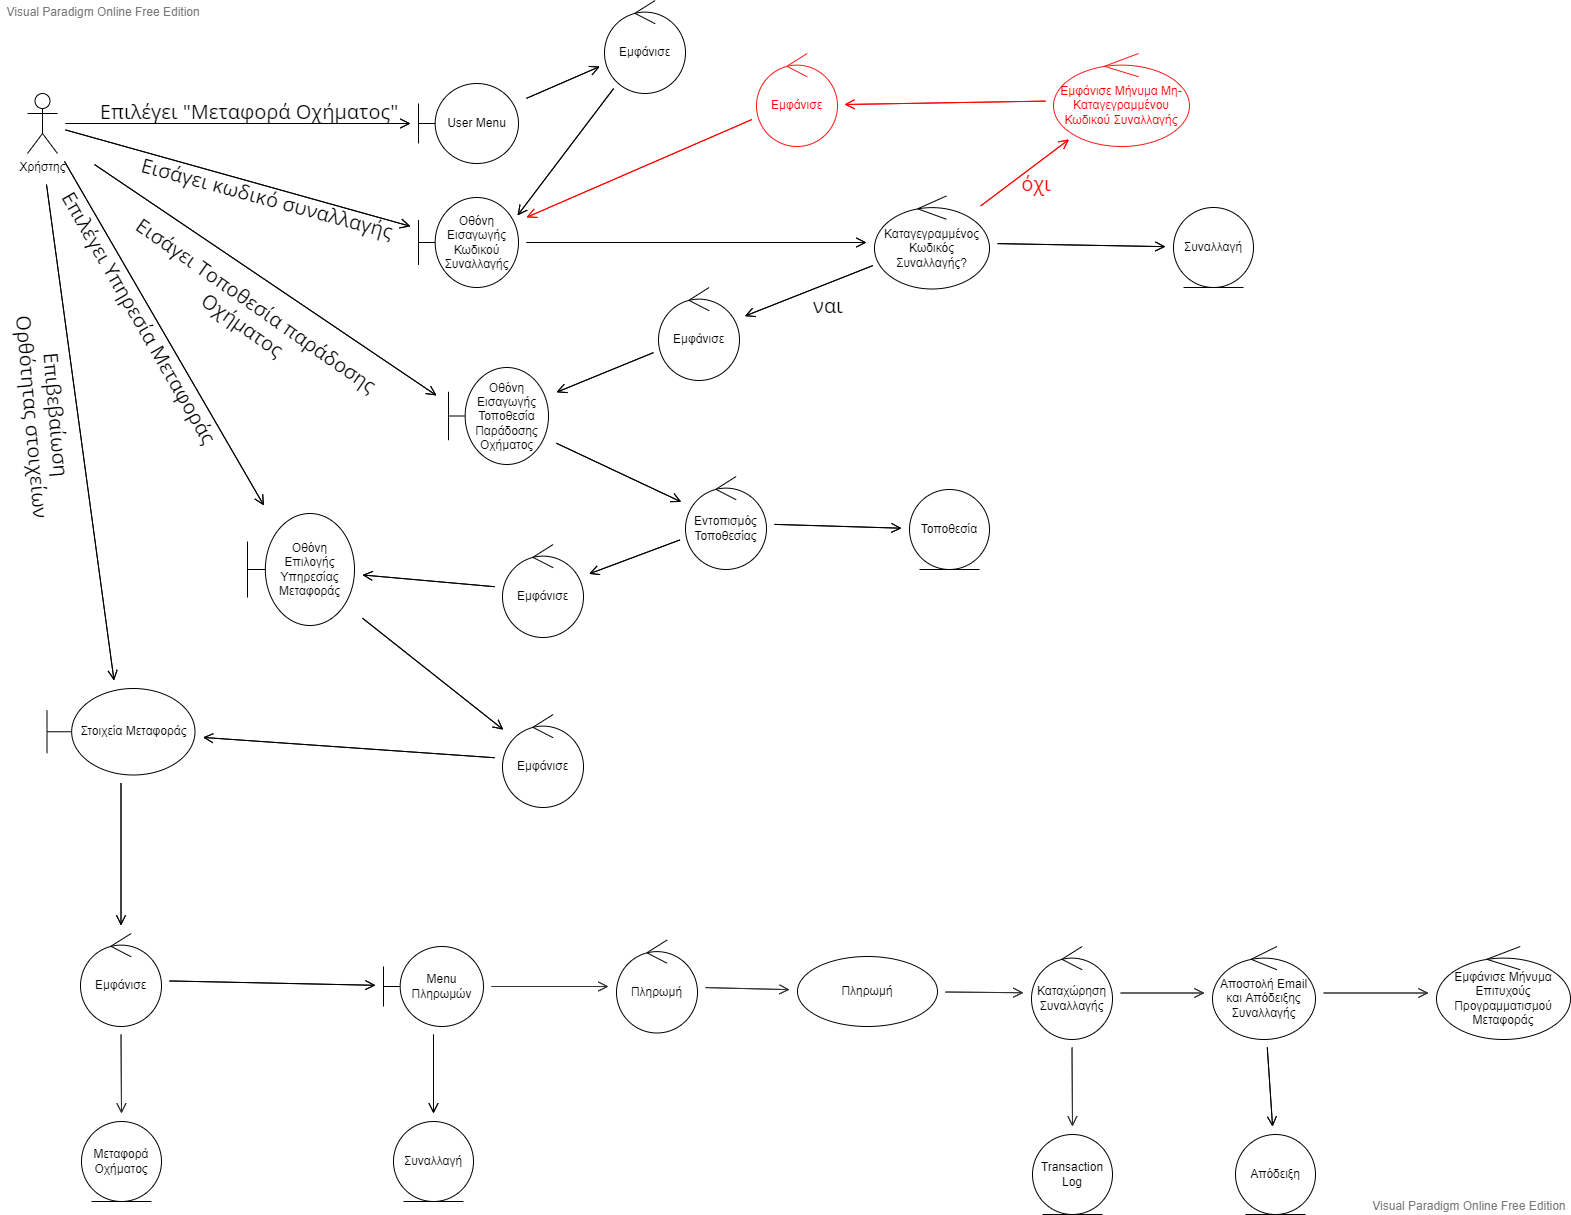 Visual Paradigm Online Free Edition
Εμφάνισε
Χρήστης
Επιλέγει "Μεταφορά Οχήματος"
User Menu
Εμφάνισε
Εμφάνισε Μήνυμα Μη-
Καταγεγραμμένου
Κωδικού Συναλλαγής
όχι
Εισάγει κωδικό συναλλαγής
Οθόνη
Εισαγωγής
Κωδικού
Συναλλαγής
Καταγεγραμμένος
Κωδικός
Συναλλαγής?
Συναλλαγή
ναι
Εμφάνισε
Εισάγει Τοποθεσία παράδοσης
Οχήματος
Επιλέγει Υπηρεσία Μεταφοράς
Επιβεβαίωση
Ορθότητας στοιχείων
Οθόνη
Εισαγωγής
Τοποθεσία
Παράδοσης
Οχήματος
Εντοπισμός
Τοποθεσίας
Τοποθεσία
Οθόνη
Επιλογής
Υπηρεσίας
Μεταφοράς
Εμφάνισε
Στοιχεία Μεταφοράς
Εμφάνισε
Εμφάνισε
Menu
Πληρωμών
Πληρωμή
Πληρωμή
Καταχώρηση
Συναλλαγής
Αποστολή Email
και Απόδειξης
Συναλλαγής
Εμφάνισε Μήνυμα
Επιτυχούς
Προγραμματισμού
Μεταφοράς
Μεταφορά
Οχήματος
Συναλλαγή
Transaction
Log
Απόδειξη
Visual Paradigm Online Free Edition